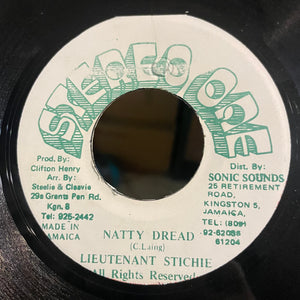 STEREO ONE
Prod. By:
Clifton Henry
Arr. By:
Steelie & Cleavie
29a Grants Pen Rd.
Kgn. 8
Tel: 925-2442
MADE IN
JAMAICA
Dist. By:
SONIC SOUNDS
25 RETIREMENT
ROAD,
KINGSTON 5,
JAMAICA,
TEL: (809)
92-62088
61204
NATTY DREAD
(C.Laing)
LIEUTENANT STICHIE
All Rights Reserved